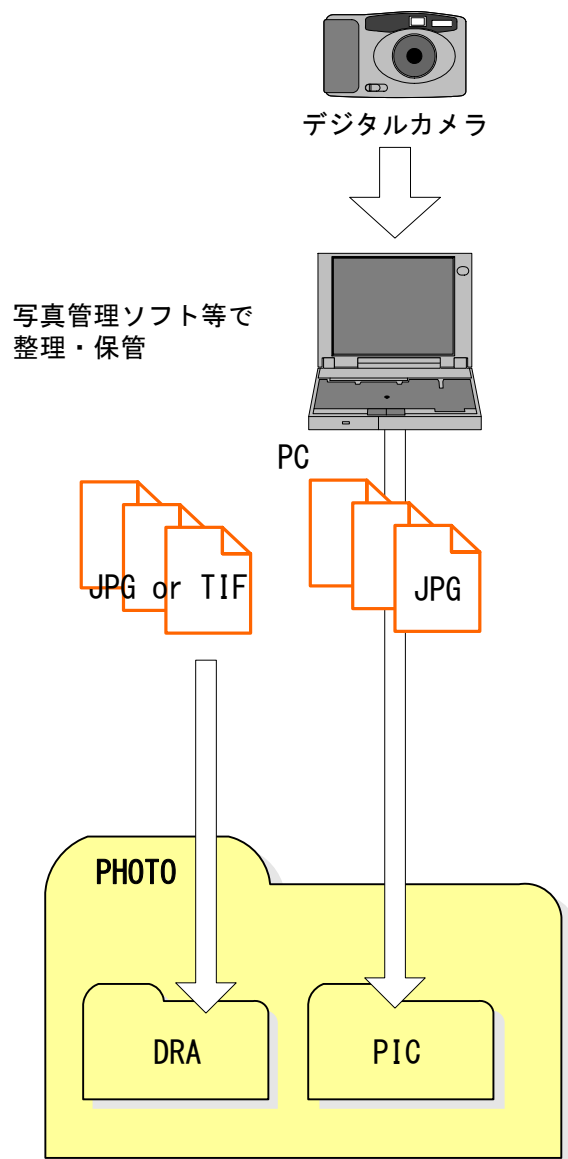 デジタルカメラ
写真管理ソフト等で
整理・保管
PC
JPG or TIF
JPG
PHOTO
DRA
PIC